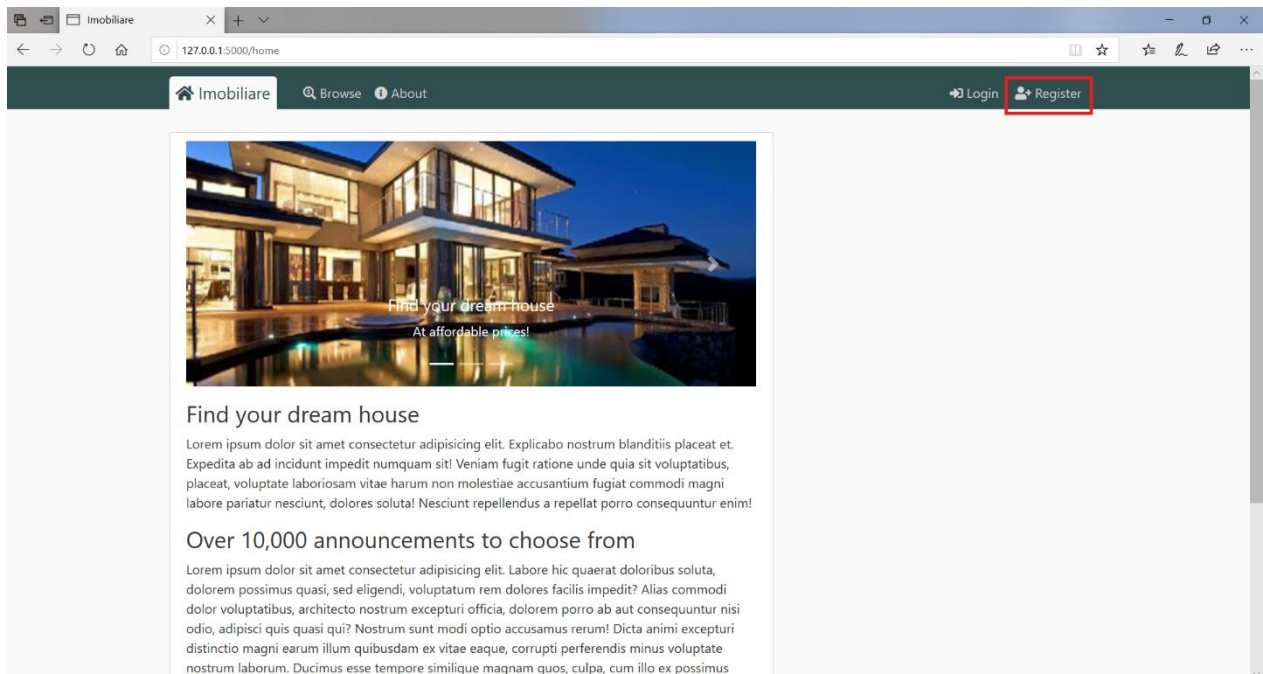 Imobiliare
127.0.0.1:5000/home
Imobiliare Browse About Login Register
Find your dream house
At affordable prices!
Find your dream house
Lorem ipsum dolor sit amet consectetur adipisicing elit. Explicabo nostrum blanditiis placeat et.
Expedita ab ad incidunt impedit numquam sit! Veniam fugit ratione unde quia sit voluptatibus,
placeat, voluptate laboriosam vitae harum non molestiae accusantium fugiat commodi magni
labore pariatur nesciunt, dolores soluta! Nesciunt repellendus a repellat porro consequuntur enim!
Over 10,000 announcements to choose from
Lorem ipsum dolor sit amet consectetur adipisicing elit. Labore hic quaerat doloribus soluta,
dolorem possimus quasi, sed eligendi, voluptatum rem dolores facilis impedit? Alias commodi
dolor voluptatibus, architecto nostrum excepturi officia, dolorem porro ab aut consequuntur nisi
odio, adipisci quis quasi qui? Nostrum sunt modi optio accusamus rerum! Dicta animi excepturi
distinctio magni earum illum quibusdam ex vitae eaque, corrupti perferendis minus voluptate
nostrum laborum. Ducimus esse tempore similique magnam quos, culpa, cum illo ex possimus